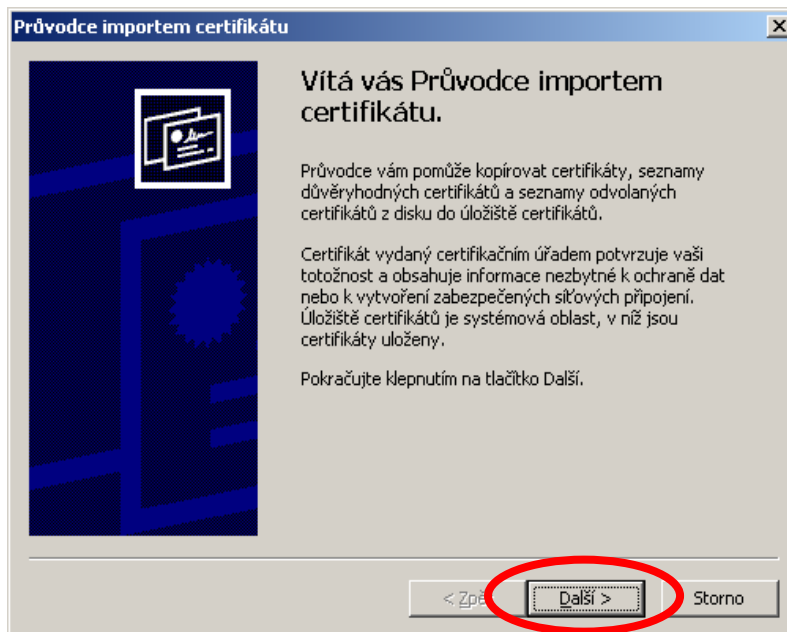 Průvodce importem certifikátu
Vítá vás Průvodce importem
certifikátu.
Průvodce vám pomůže kopírovat certifikáty, seznamy
důvěryhodných certifikátů a seznamy odvolaných
certifikátů z disku do úložiště certifikátů.
Certifikát vydaný certifikačním úřadem potvrzuje vaši
totožnost a obsahuje informace nezbytné k ochraně dat
nebo k vytvoření zabezpečených síťových připojení.
Úložiště certifikátů je systémová oblast, v níž jsou
certifikáty uloženy.
Pokračujte klepnutím na tlačítko Další.
< Zpě Další > Storno